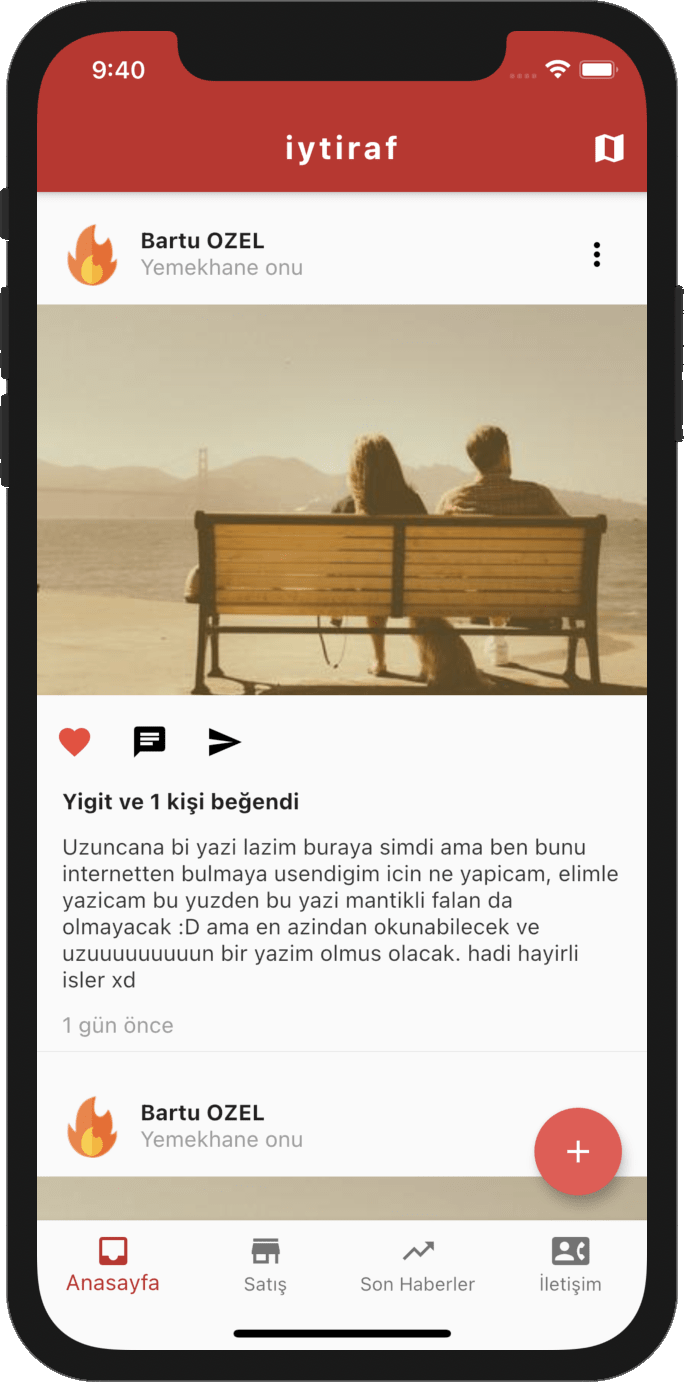 9:40
iytiraf
Bartu OZEL
Yemekhane onu
Yigit ve 1 kişi beğendi
Uzuncana bi yazi lazim buraya simdi ama ben bunu
internetten bulmaya usendigim icin ne yapicam, elimle
yazicam bu yuzden bu yazi mantikli falan da
olmayacak :D ama en azindan okunabilecek ve
uzuuuuuuuuun bir yazim olmus olacak. hadi hayirli
isler xd
1 gün önce
Bartu OZEL
Yemekhane onu
Anasayfa
Satış
Son Haberler
İletişim